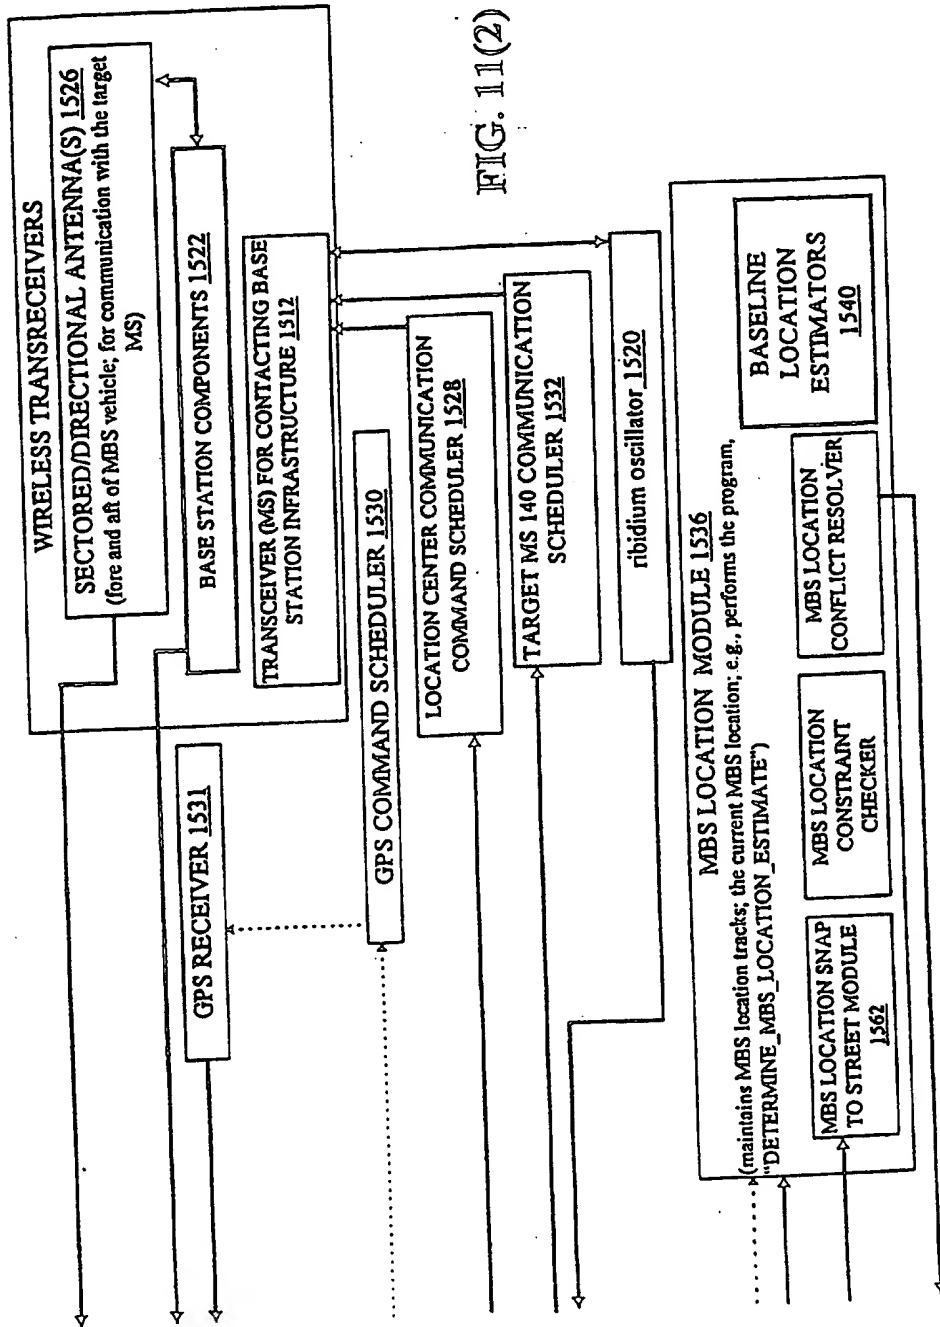 WIRELESS TRANSRECEIVERS
SECTORED/DIRECTIONAL ANTENNA(S) 1526
(fore and aft of MBS vehicle; for communication with the target
MS)
BASE STATION COMPONENTS 1522
TRANSCEIVER (MS) FOR CONTACTING BASE
STATION INFRASTRUCTURE 1512
GPS RECEIVER 1531
GPS COMMAND SCHEDULER 1530
LOCATION CENTER COMMUNICATION
COMMAND SCHEDULER 1528
TARGET MS 140 COMMUNICATION
SCHEDULER 1532
ribidium oscillator 1520
MBS LOCATION MODULE 1536
(maintains MBS location tracks; the current MBS location; e.g., performs the program,
"DETERMINE_MBS_LOCATION_ESTIMATE")
MBS LOCATION SNAP
TO STREET MODULE
1562
MBS LOCATION
CONSTRAINT
CHECKER
MBS LOCATION
CONFLICT RESOLVER
BASELINE
LOCATION
ESTIMATORS
1540
FIG. 11(2)